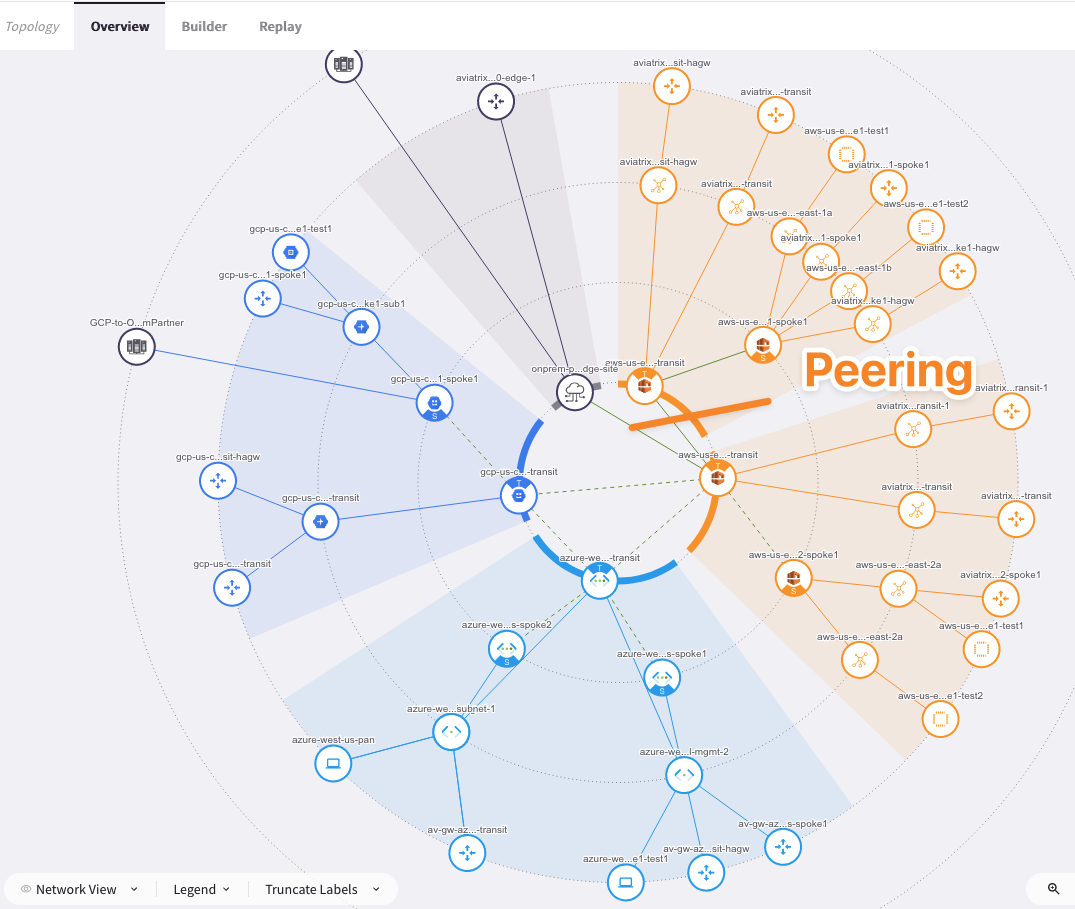 Topology Overview Builder Replay
aviatrix...0-edge-1
aviatrix...sit-hagw
aviatrix...-transit
aws-us-e...e1-test1
aviatrix...sit-hagw
aviatrix...1-spoke1
aviatrix...-transit
aws-us-e...e1-test2
aws-us-e...-east-1a
gcp-us-c...e1-test1
aviatrix...1-spoke1
aviatrix...ke1-hagw
aws-us-e...-east-1b
gcp-us-c...1-spoke1
gcp-us-c...ke1-sub1
aviatrix...ke1-hagw
GCP-to-O...mPartner
aws-us-e...1-spoke1
S
onprem-p...dge-site
aws-us-e...-transit
T
Peering
gcp-us-c...1-spoke1
S
aviatrix...ransit-1
aviatrix...ransit-1
gcp-us-c...sit-hagw
aws-us-e...-transit
T
gcp-us-c...-transit
T
gcp-us-c...-transit
aviatrix...-transit
aviatrix...-transit
gcp-us-c...-transit
azure-we...-transit
T
aws-us-e...2-spoke1
S
aws-us-e...-east-2a
aviatrix...2-spoke1
azure-we...s-spoke2
S
aws-us-e...e1-test1
aws-us-e...-east-2a
azure-we...s-spoke1
S
aws-us-e...e1-test2
azure-we...subnet-1
azure-west-us-pan
azure-we...l-mgmt-2
av-gw-az...-transit
av-gw-az...s-spoke1
av-gw-az...sit-hagw
azure-we...e1-test1
Network View Legend Truncate Labels